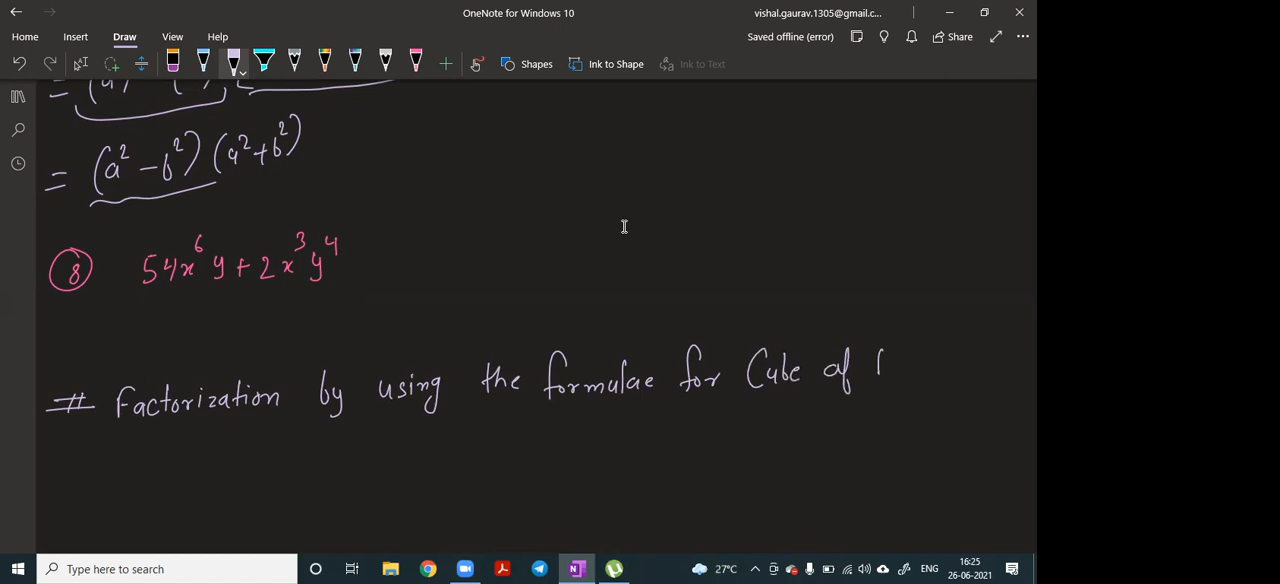 OneNote for Windows 10
vishal.gaurav.1305@gmail.c...
Home Insert Draw View Help
Saved offline (error)
Share
Shapes
Ink to Shape
Ink to Text
= (a² - b²) (a² + b²)
⑧ 54x⁶y + 2x³y⁴
# Factorization by using the formulae for Cube of
Type here to search
27°C
ENG
16:25
26-06-2021